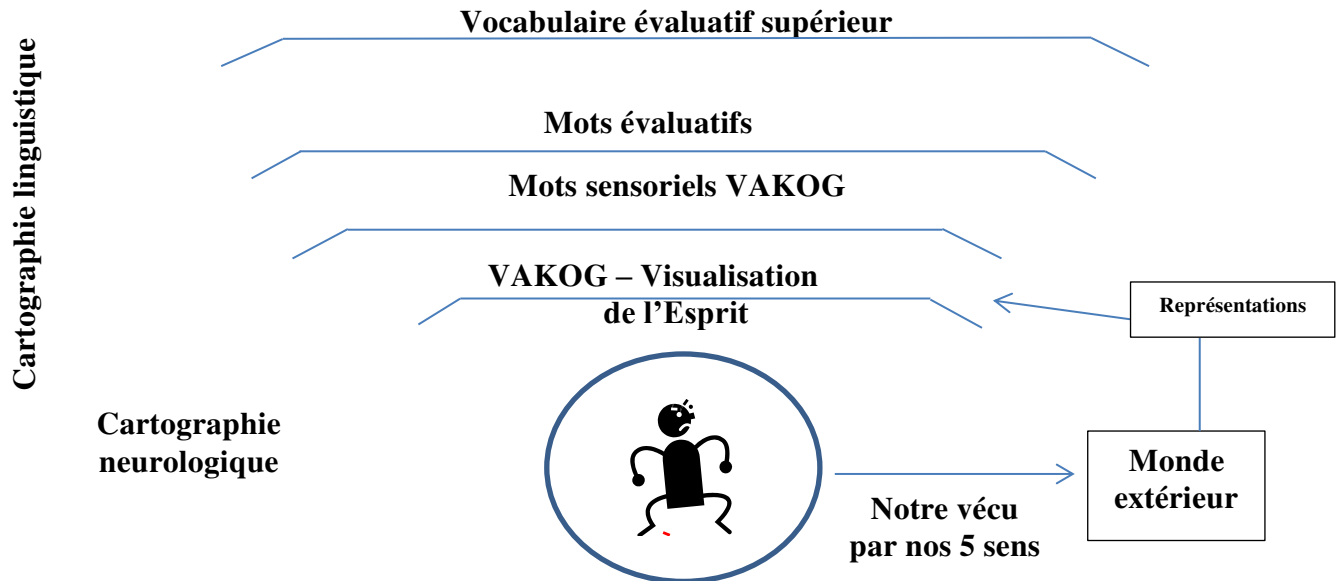 Vocabulaire évaluatif supérieur
Cartographie linguistique
Mots évaluatifs
Mots sensoriels VAKOG
VAKOG – Visualisation
de l’Esprit
Représentations
Cartographie
neurologique
Monde
extérieur
Notre vécu
par nos 5 sens